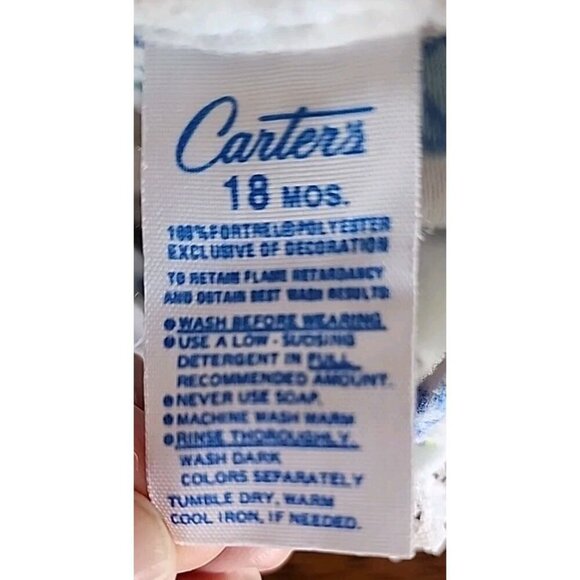 Carter's
18 MOS.
100% FORTREL® POLYESTER
EXCLUSIVE OF DECORATION
TO RETAIN FLAME RETARDANCY
AND OBTAIN BEST WASH RESULTS:
● WASH BEFORE WEARING.
● USE A LOW - SUDSING
DETERGENT IN FULL
RECOMMENDED AMOUNT.
● NEVER USE SOAP.
● MACHINE WASH WARM
● RINSE THOROUGHLY.
WASH DARK
COLORS SEPARATELY
TUMBLE DRY, WARM
COOL IRON, IF NEEDED.